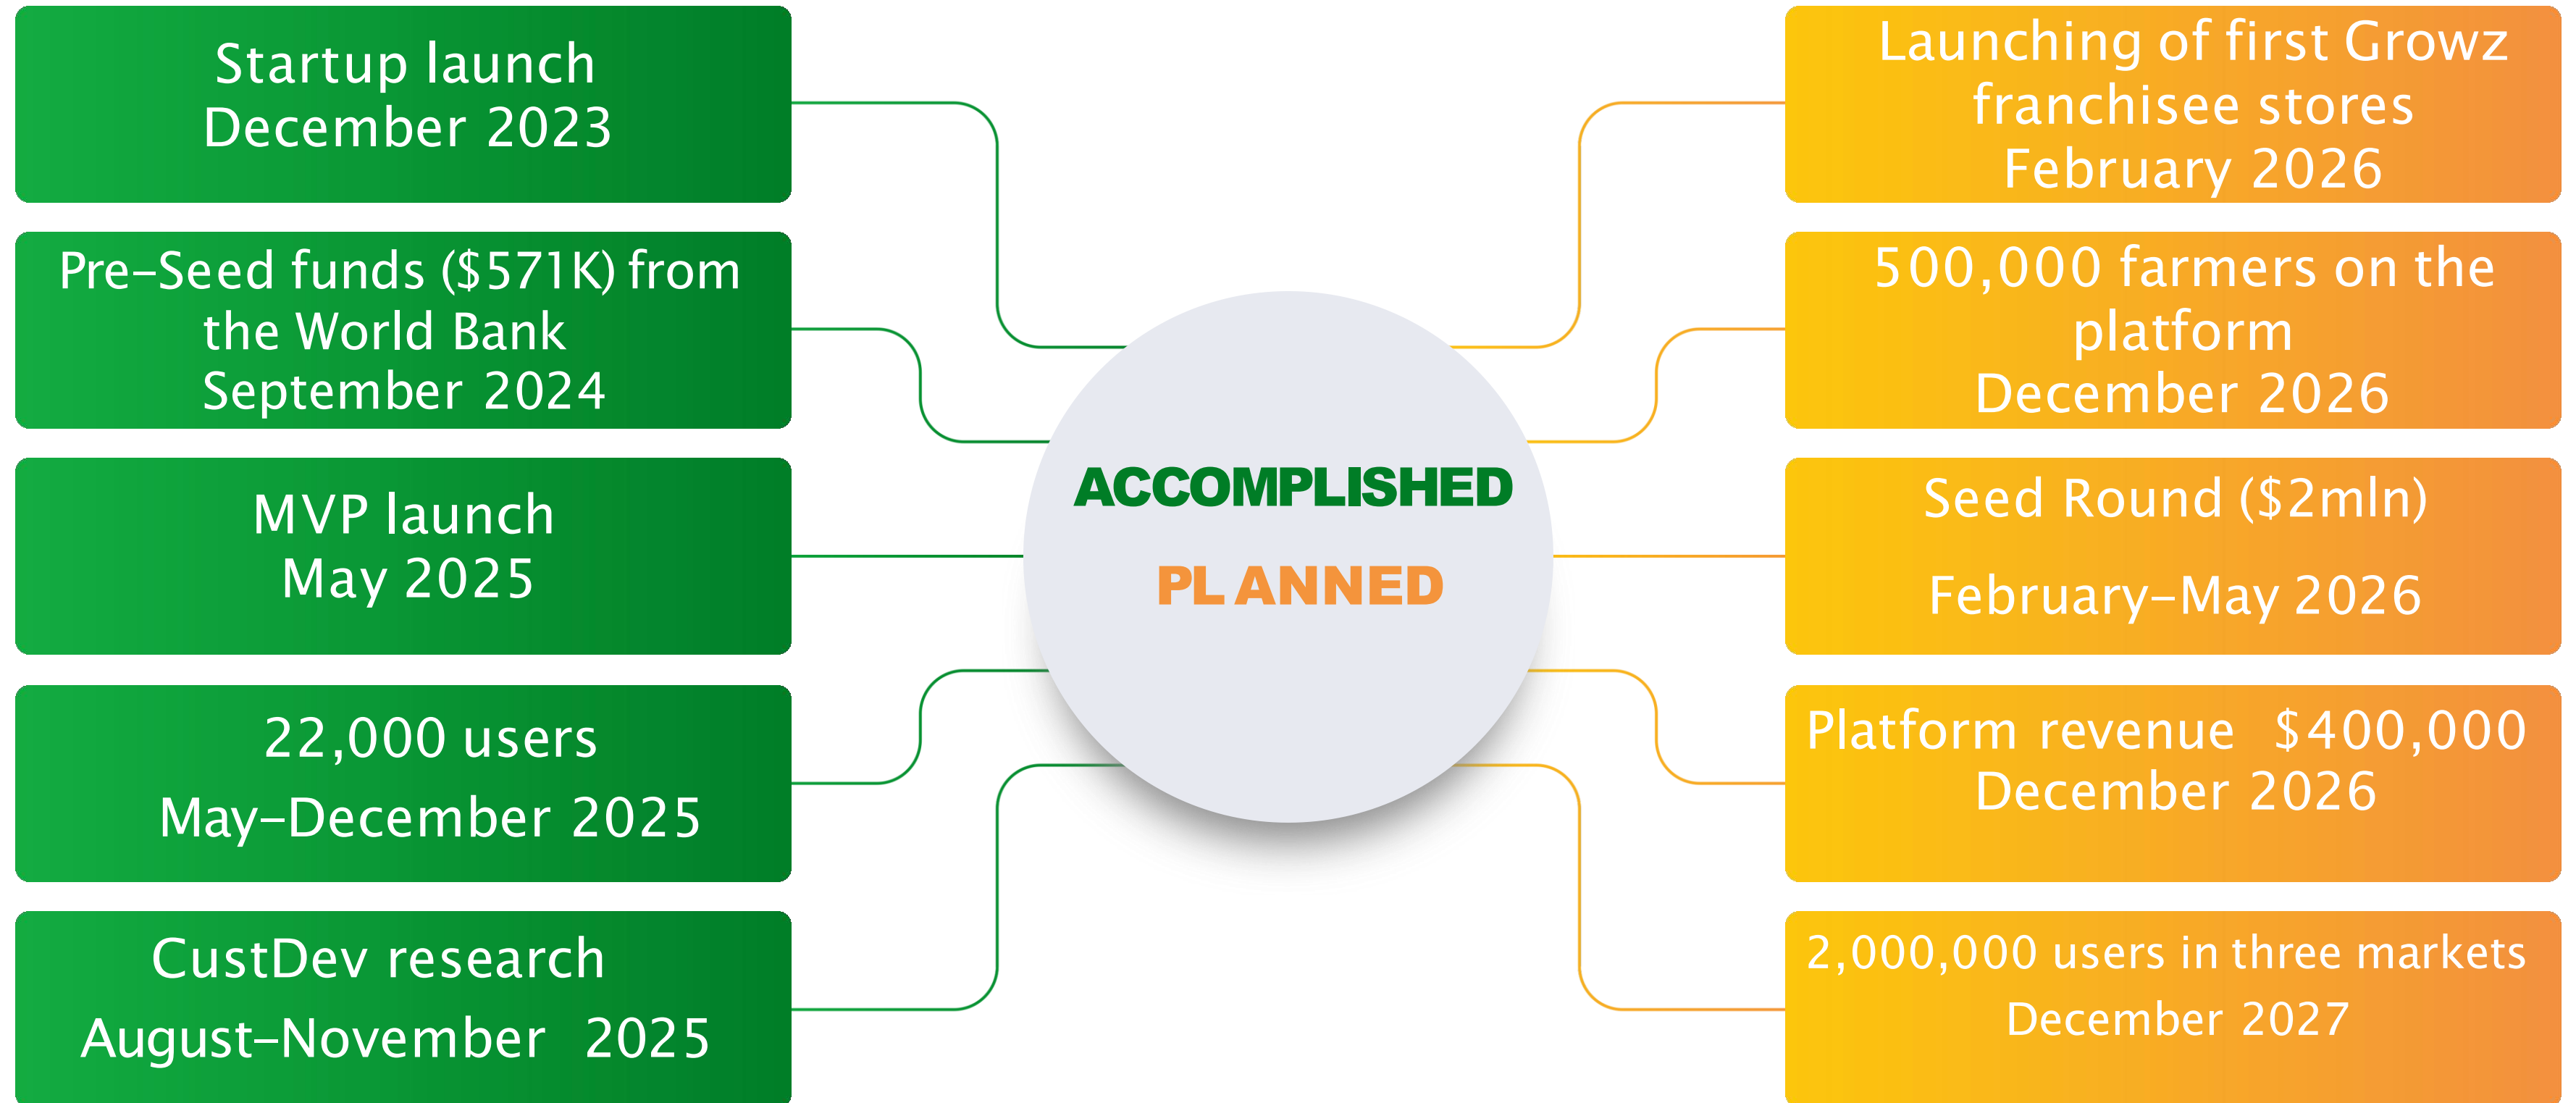 Startup launch
December 2023
Pre-Seed funds ($571K) from
the World Bank
September 2024
MVP launch
May 2025
22,000 users
May-December 2025
CustDev research
August-November 2025
ACCOMPLISHED
PLANNED
Launching of first Growz
franchisee stores
February 2026
500,000 farmers on the
platform
December 2026
Seed Round ($2mln)
February-May 2026
Platform revenue $400,000
December 2026
2,000,000 users in three markets
December 2027